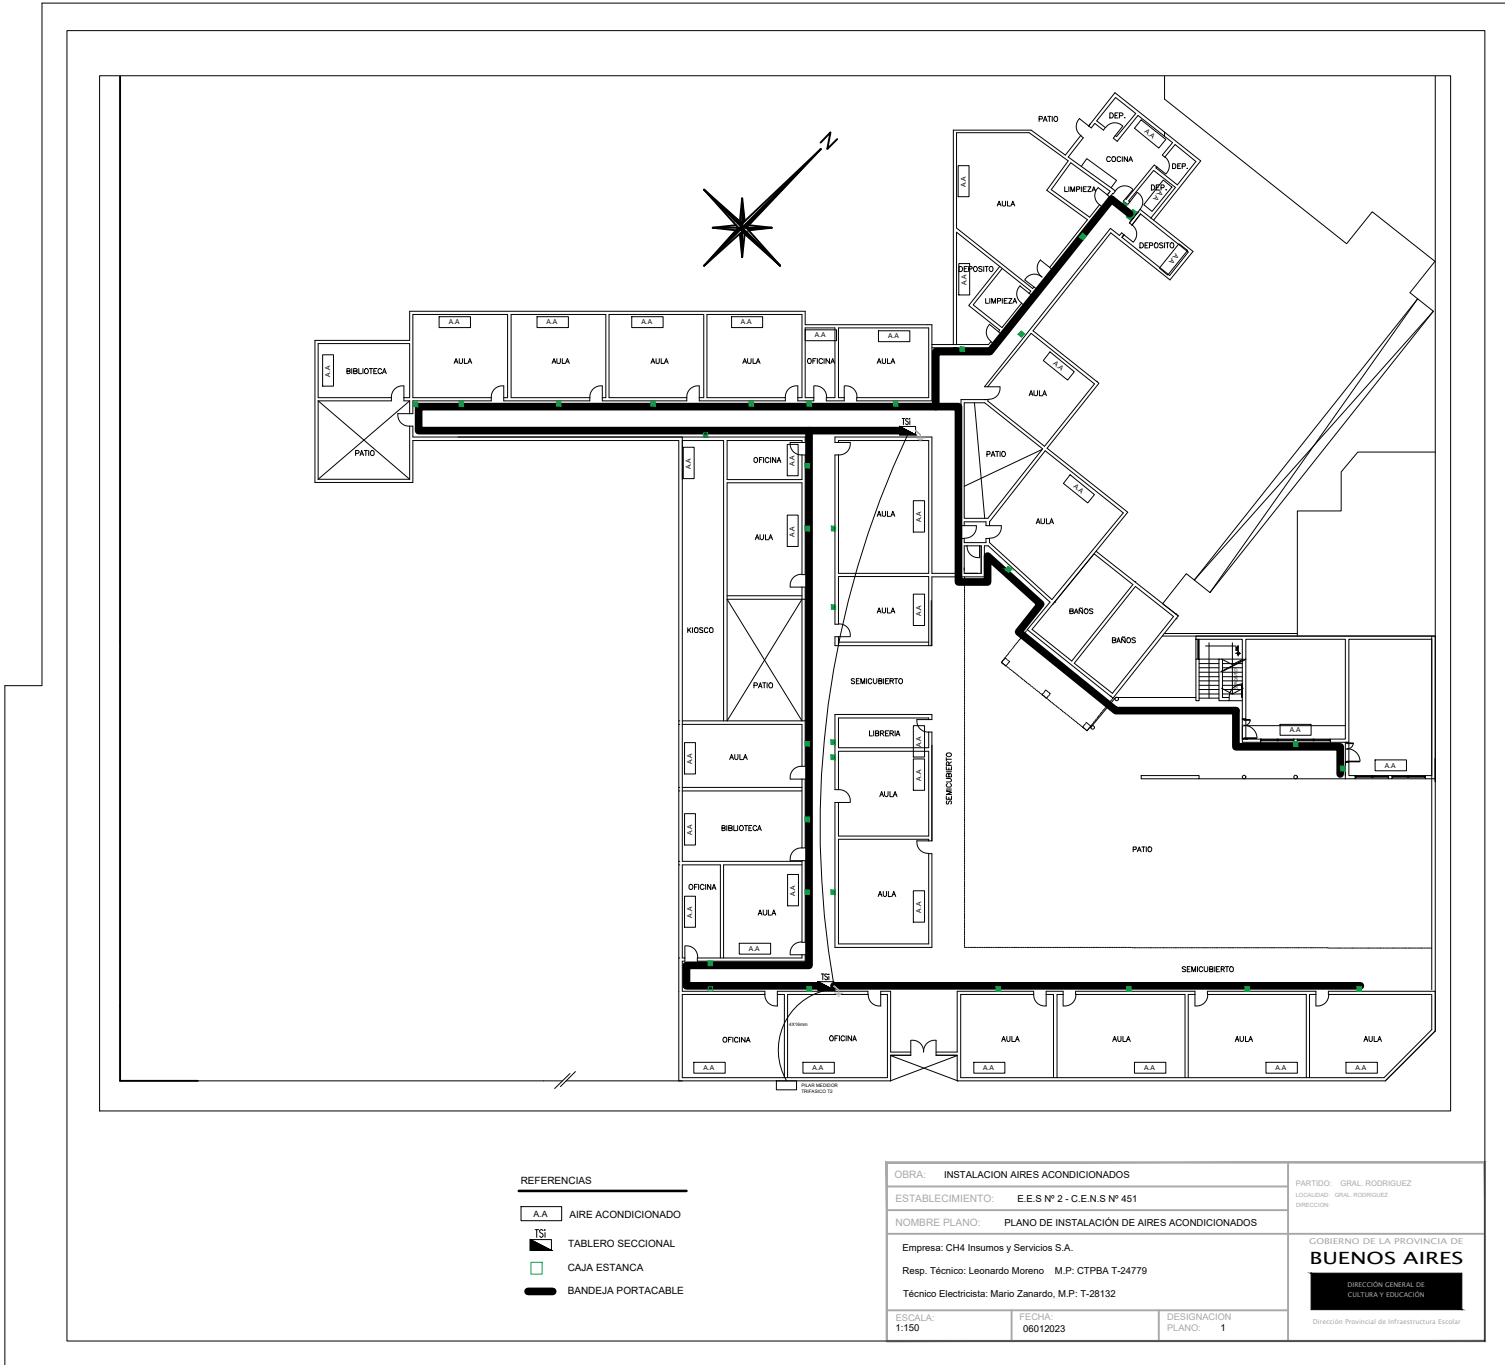 N
PATIO
DEP.
A.A
COCINA
DEP.
LIMPIEZA
DEP.
A.A
A.A
AULA
DEPOSITO
A.A
DEPOSITO
A.A
LIMPIEZA
A.A
A.A
A.A
A.A
A.A
A.A
BIBLIOTECA
A.A
AULA
AULA
AULA
AULA
OFICINA
AULA
A.A
AULA
TSi
PATIO
PATIO
OFICINA
A.A
A.A
A.A
AULA
AULA
A.A
AULA
A.A
A.A
AULA
A.A
BAÑOS
BAÑOS
KIOSCO
PATIO
SEMICUBIERTO
LIBRERIA
A.A
A.A
AULA
A.A
A.A
A.A
SEMICUBIERTO
AULA
A.A
BIBLIOTECA
A.A
PATIO
OFICINA
A.A
AULA
A.A
A.A
AULA
A.A
SEMICUBIERTO
TSi
4X16mm
OFICINA
OFICINA
AULA
AULA
AULA
AULA
A.A
A.A
A.A
A.A
A.A
A.A
PILAR MEDIDOR
TRIFASICO T2
REFERENCIAS
A.A AIRE ACONDICIONADO
TSi
TABLERO SECCIONAL
CAJA ESTANCA
BANDEJA PORTACABLE
OBRA: INSTALACION AIRES ACONDICIONADOS
ESTABLECIMIENTO: E.E.S Nº 2 - C.E.N.S Nº 451
NOMBRE PLANO: PLANO DE INSTALACIÓN DE AIRES ACONDICIONADOS
Empresa: CH4 Insumos y Servicios S.A.
Resp. Técnico: Leonardo Moreno M.P: CTPBA T-24779
Técnico Electricista: Mario Zanardo, M.P: T-28132
ESCALA:
1:150
FECHA:
06012023
DESIGNACION
PLANO: 1
PARTIDO: GRAL. RODRIGUEZ
LOCALIDAD: GRAL. RODRIGUEZ
DIRECCION:
GOBIERNO DE LA PROVINCIA DE
BUENOS AIRES
DIRECCIÓN GENERAL DE
CULTURA Y EDUCACIÓN
Dirección Provincial de Infraestructura Escolar